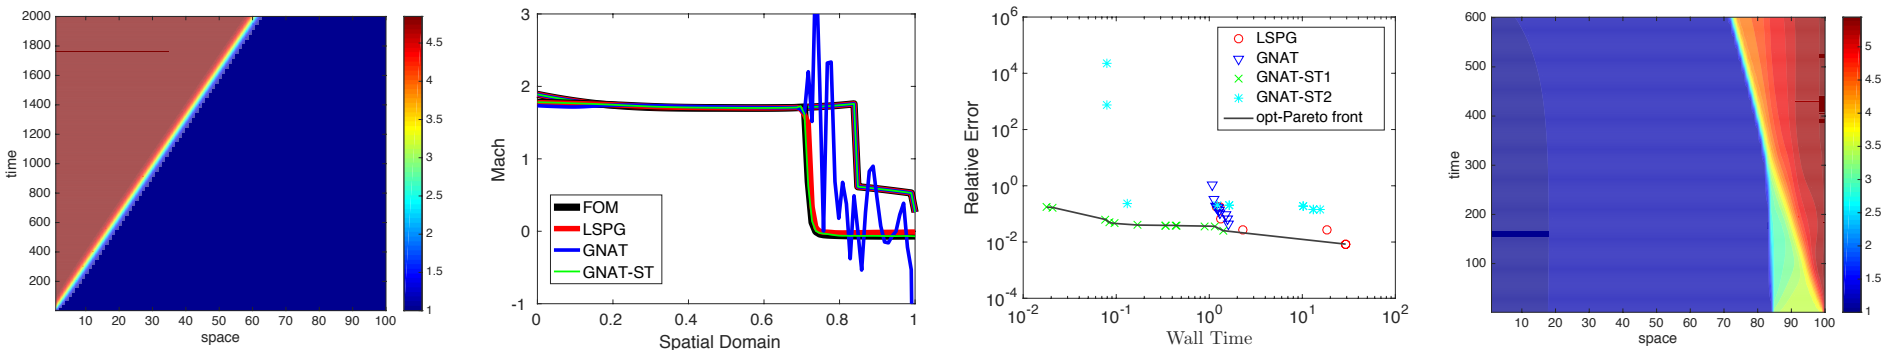 2000
1800
1600
1400
1200
1000
800
600
400
200
time
10 20 30 40 50 60 70 80 90 100
space
4.5
4
3.5
3
2.5
2
1.5
1
3
2
1
0
-1
Mach
FOM
LSPG
GNAT
GNAT-ST
0 0.2 0.4 0.6 0.8 1
Spatial Domain
10^6
10^4
10^2
10^0
10^-2
10^-4
Relative Error
LSPG
GNAT
GNAT-ST1
GNAT-ST2
opt-Pareto front
10^-2 10^-1 10^0 10^1 10^2
Wall Time
600
500
400
300
200
100
time
10 20 30 40 50 60 70 80 90 100
space
5
4.5
4
3.5
3
2.5
2
1.5
1